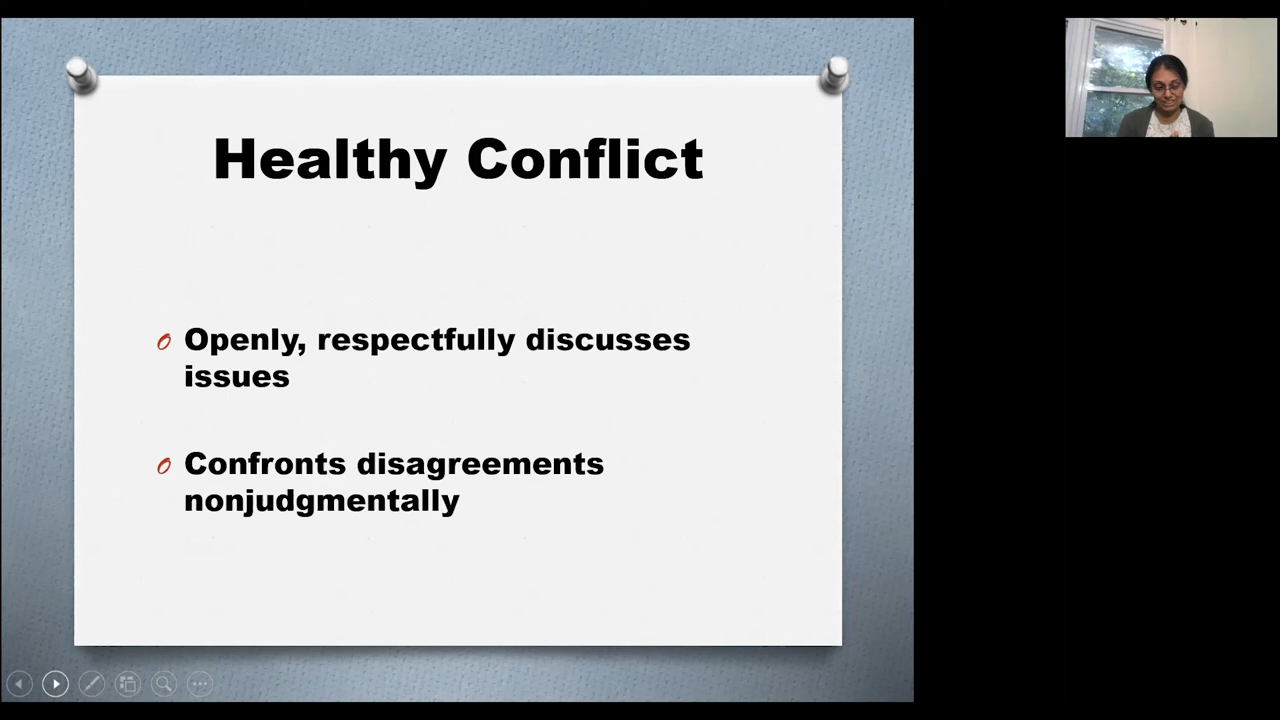 Healthy Conflict
Openly, respectfully discusses
issues
Confronts disagreements
nonjudgmentally